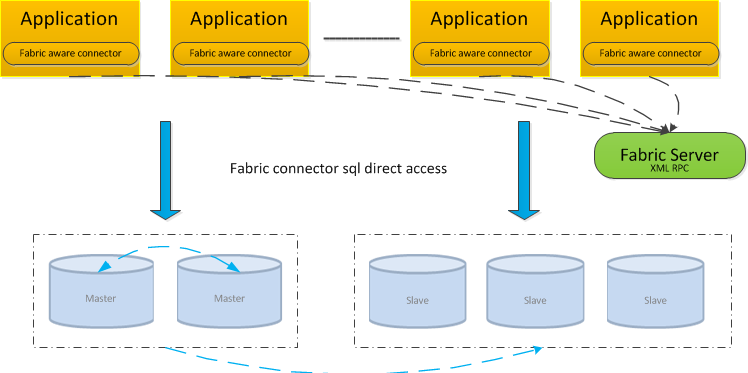 Application
Application
Application
Application
Fabric aware connector
Fabric aware connector
Fabric aware connector
Fabric aware connector
Fabric Server
XML RPC
Fabric connector sql direct access
Master
Master
Slave
Slave
Slave